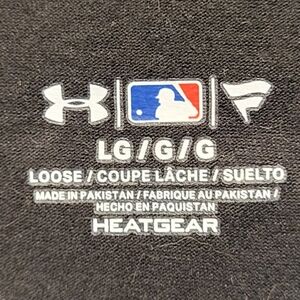 LG/G/G
LOOSE / COUPE LÂCHE / SUELTO
MADE IN PAKISTAN / FABRIQUE AU PAKISTAN /
HECHO EN PAQUISTAN
HEATGEAR